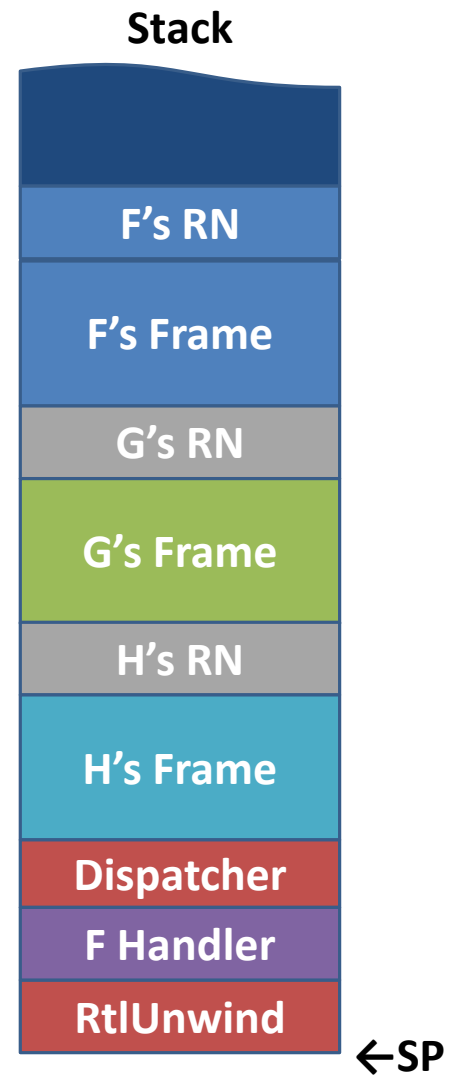 Stack
F’s RN
F’s Frame
G’s RN
G’s Frame
H’s RN
H’s Frame
Dispatcher
F Handler
RtlUnwind
←SP